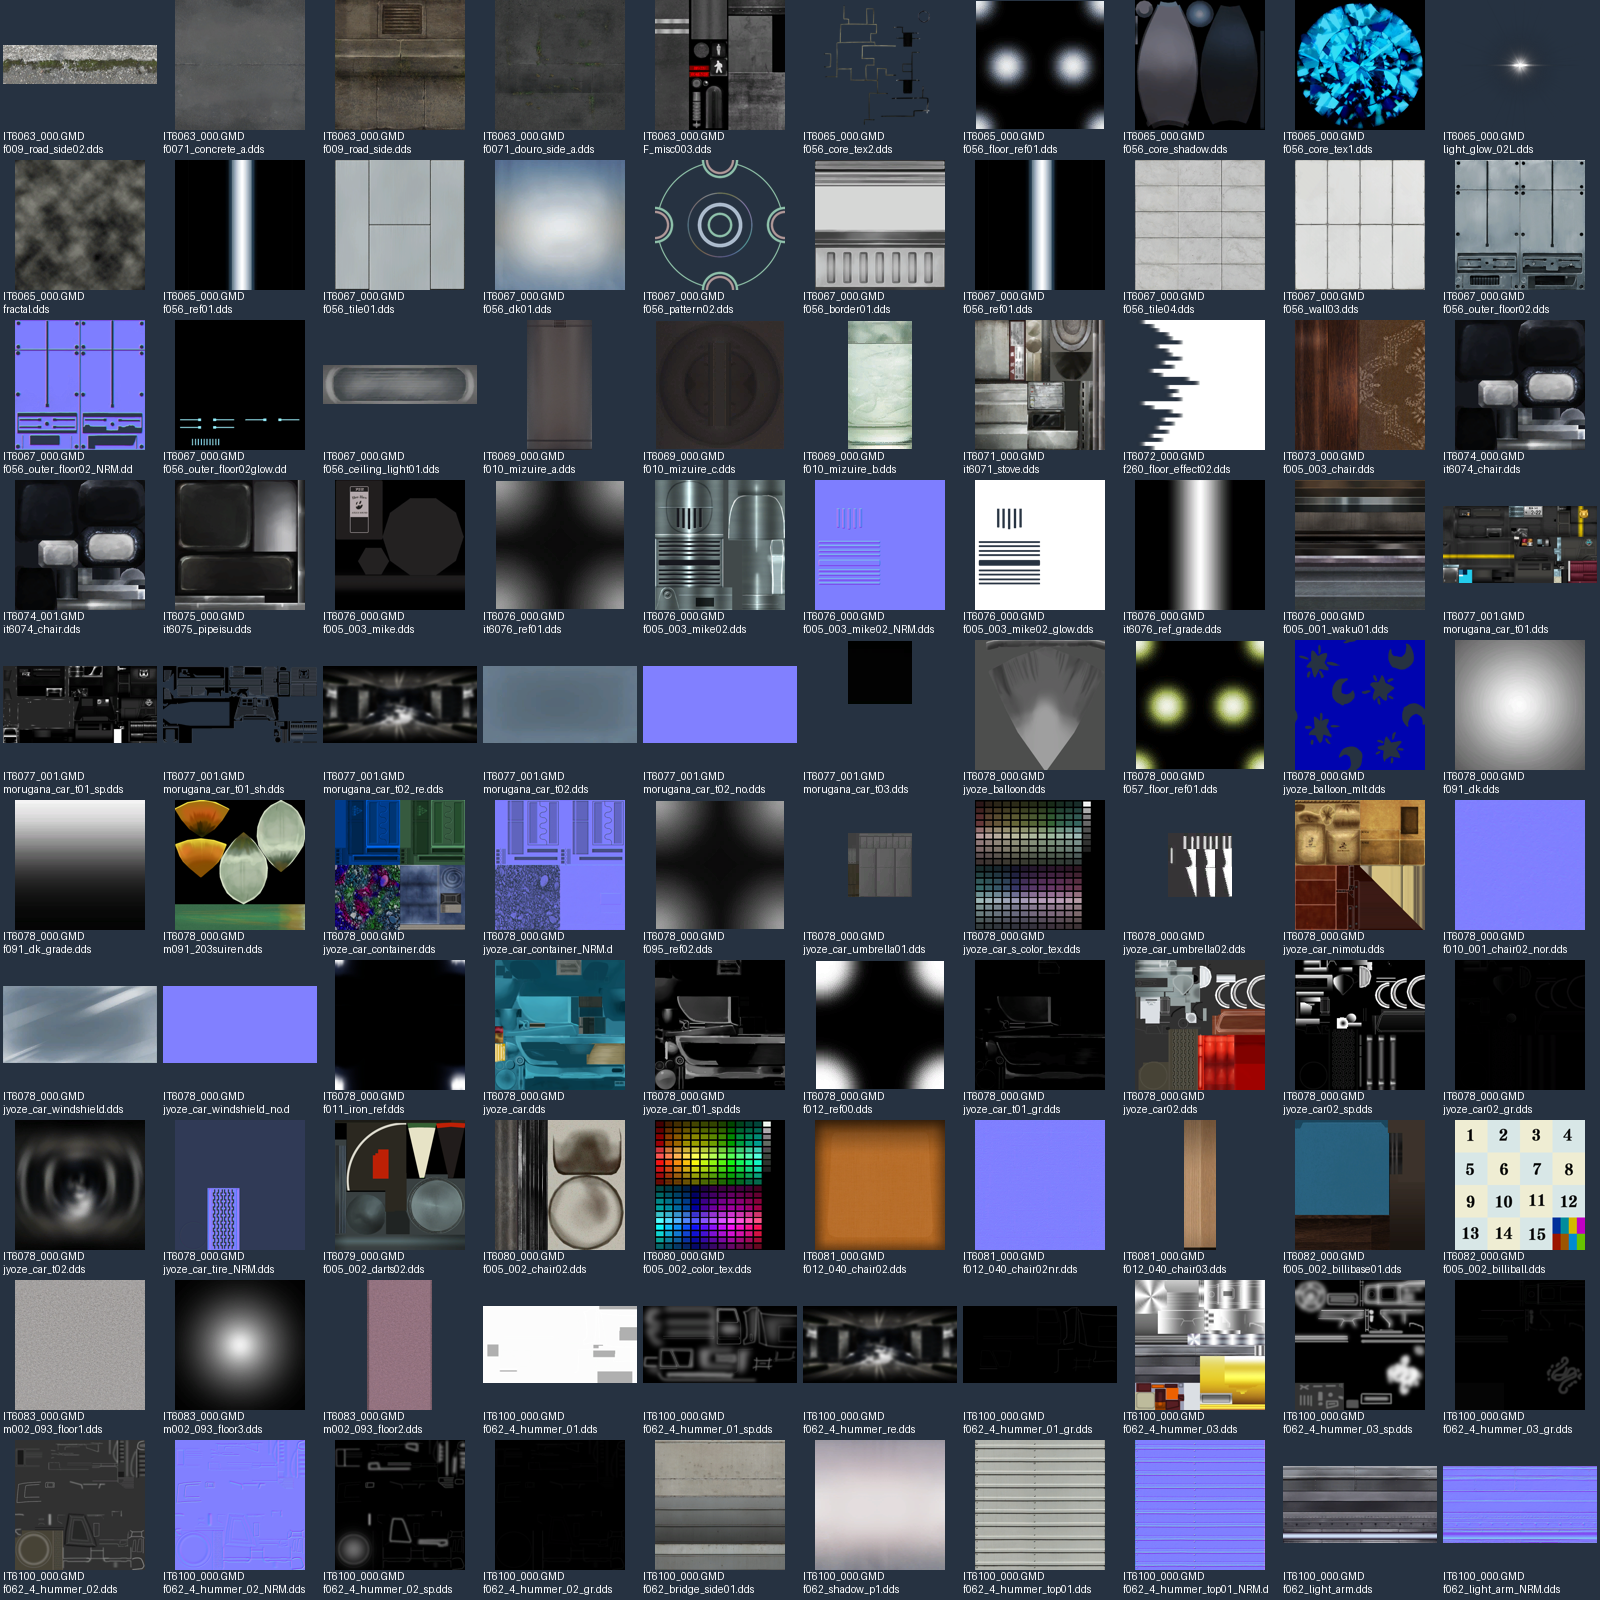 IT6063_000.GMD
f009_road_side02.dds
IT6063_000.GMD
f0071_concrete_a.dds
IT6063_000.GMD
f009_road_side.dds
IT6063_000.GMD
f0071_douro_side_a.dds
IT6063_000.GMD
F_misc003.dds
IT6065_000.GMD
f056_core_tex2.dds
IT6065_000.GMD
f056_floor_ref01.dds
IT6065_000.GMD
f056_core_shadow.dds
IT6065_000.GMD
f056_core_tex1.dds
IT6065_000.GMD
light_glow_02L.dds
IT6065_000.GMD
fractal.dds
IT6065_000.GMD
f056_ref01.dds
IT6067_000.GMD
f056_tile01.dds
IT6067_000.GMD
f056_dk01.dds
IT6067_000.GMD
f056_pattern02.dds
IT6067_000.GMD
f056_border01.dds
IT6067_000.GMD
f056_ref01.dds
IT6067_000.GMD
f056_tile04.dds
IT6067_000.GMD
f056_wall03.dds
IT6067_000.GMD
f056_outer_floor02.dds
IT6067_000.GMD
f056_outer_floor02_NRM.dd
IT6067_000.GMD
f056_outer_floor02glow.dd
IT6067_000.GMD
f056_ceiling_light01.dds
IT6069_000.GMD
f010_mizuire_a.dds
IT6069_000.GMD
f010_mizuire_c.dds
IT6069_000.GMD
f010_mizuire_b.dds
IT6071_000.GMD
it6071_stove.dds
IT6072_000.GMD
f260_floor_effect02.dds
IT6073_000.GMD
f005_003_chair.dds
IT6074_000.GMD
it6074_chair.dds
IT6074_001.GMD
it6074_chair.dds
IT6075_000.GMD
it6075_pipeisu.dds
IT6076_000.GMD
f005_003_mike.dds
IT6076_000.GMD
it6076_ref01.dds
IT6076_000.GMD
f005_003_mike02.dds
IT6076_000.GMD
f005_003_mike02_NRM.dds
IT6076_000.GMD
f005_003_mike02_glow.dds
IT6076_000.GMD
it6076_ref_grade.dds
IT6076_000.GMD
f005_001_waku01.dds
IT6077_001.GMD
morugana_car_t01.dds
IT6077_001.GMD
morugana_car_t01_sp.dds
IT6077_001.GMD
morugana_car_t01_sh.dds
IT6077_001.GMD
morugana_car_t02_re.dds
IT6077_001.GMD
morugana_car_t02.dds
IT6077_001.GMD
morugana_car_t02_no.dds
IT6077_001.GMD
morugana_car_t03.dds
IT6078_000.GMD
jyoze_balloon.dds
IT6078_000.GMD
f057_floor_ref01.dds
IT6078_000.GMD
jyoze_balloon_mlt.dds
IT6078_000.GMD
f091_dk.dds
IT6078_000.GMD
f091_dk_grade.dds
IT6078_000.GMD
m091_203suiren.dds
IT6078_000.GMD
jyoze_car_container.dds
IT6078_000.GMD
jyoze_car_container_NRM.d
IT6078_000.GMD
f095_ref02.dds
IT6078_000.GMD
jyoze_car_umbrella01.dds
IT6078_000.GMD
jyoze_car_s_color_tex.dds
IT6078_000.GMD
jyoze_car_umbrella02.dds
IT6078_000.GMD
jyoze_car_nimotu.dds
IT6078_000.GMD
f010_001_chair02_nor.dds
IT6078_000.GMD
jyoze_car_windshield.dds
IT6078_000.GMD
jyoze_car_windshield_no.d
IT6078_000.GMD
f011_iron_ref.dds
IT6078_000.GMD
jyoze_car.dds
IT6078_000.GMD
jyoze_car_t01_sp.dds
IT6078_000.GMD
f012_ref00.dds
IT6078_000.GMD
jyoze_car_t01_gr.dds
IT6078_000.GMD
jyoze_car02.dds
IT6078_000.GMD
jyoze_car02_sp.dds
IT6078_000.GMD
jyoze_car02_gr.dds
1 2 3 4
5 6 7 8
9 10 11 12
13 14 15
IT6078_000.GMD
jyoze_car_t02.dds
IT6078_000.GMD
jyoze_car_tire_NRM.dds
IT6079_000.GMD
f005_002_darts02.dds
IT6080_000.GMD
f005_002_chair02.dds
IT6080_000.GMD
f005_002_color_tex.dds
IT6081_000.GMD
f012_040_chair02.dds
IT6081_000.GMD
f012_040_chair02nr.dds
IT6081_000.GMD
f012_040_chair03.dds
IT6082_000.GMD
f005_002_billibase01.dds
IT6082_000.GMD
f005_002_billiball.dds
IT6083_000.GMD
m002_093_floor1.dds
IT6083_000.GMD
m002_093_floor3.dds
IT6083_000.GMD
m002_093_floor2.dds
IT6100_000.GMD
f062_4_hummer_01.dds
IT6100_000.GMD
f062_4_hummer_01_sp.dds
IT6100_000.GMD
f062_4_hummer_re.dds
IT6100_000.GMD
f062_4_hummer_01_gr.dds
IT6100_000.GMD
f062_4_hummer_03.dds
IT6100_000.GMD
f062_4_hummer_03_sp.dds
IT6100_000.GMD
f062_4_hummer_03_gr.dds
IT6100_000.GMD
f062_4_hummer_02.dds
IT6100_000.GMD
f062_4_hummer_02_NRM.dds
IT6100_000.GMD
f062_4_hummer_02_sp.dds
IT6100_000.GMD
f062_4_hummer_02_gr.dds
IT6100_000.GMD
f062_bridge_side01.dds
IT6100_000.GMD
f062_shadow_p1.dds
IT6100_000.GMD
f062_4_hummer_top01.dds
IT6100_000.GMD
f062_4_hummer_top01_NRM.d
IT6100_000.GMD
f062_light_arm.dds
IT6100_000.GMD
f062_light_arm_NRM.dds